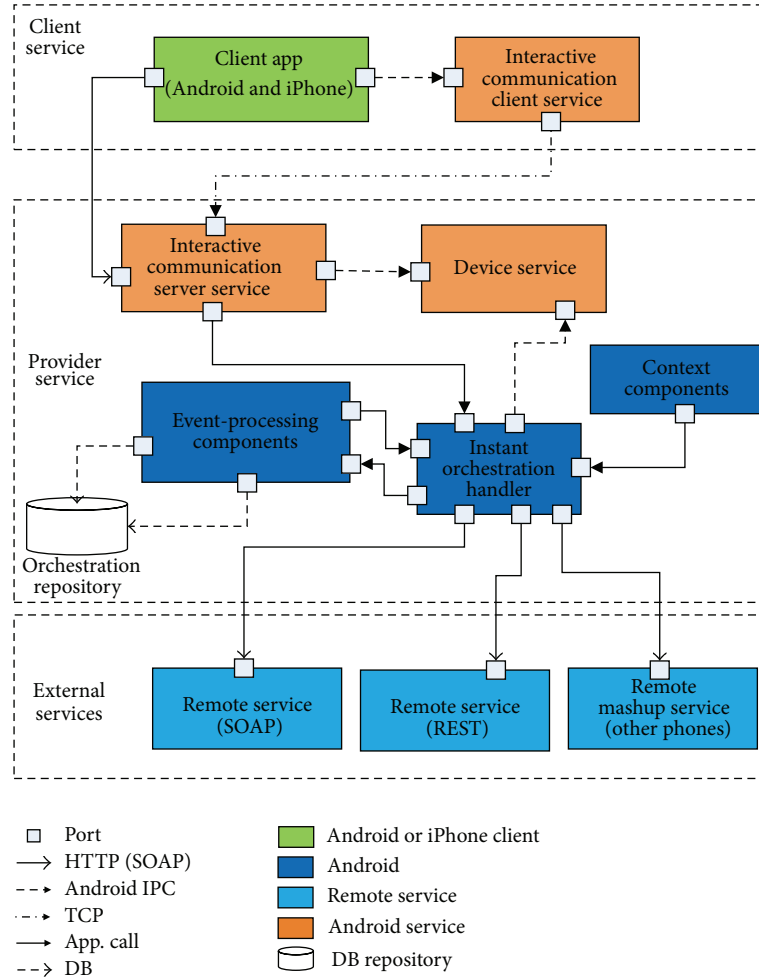 Client
service
Client app
(Android and iPhone)
Interactive
communication
client service
Interactive
communication
server service
Device service
Provider
service
Context
components
Event-processing
components
Instant
orchestration
handler
Orchestration
repository
External
services
Remote service
(SOAP)
Remote service
(REST)
Remote
mashup service
(other phones)
Port
HTTP (SOAP)
Android IPC
TCP
App. call
DB
Android or iPhone client
Android
Remote service
Android service
DB repository